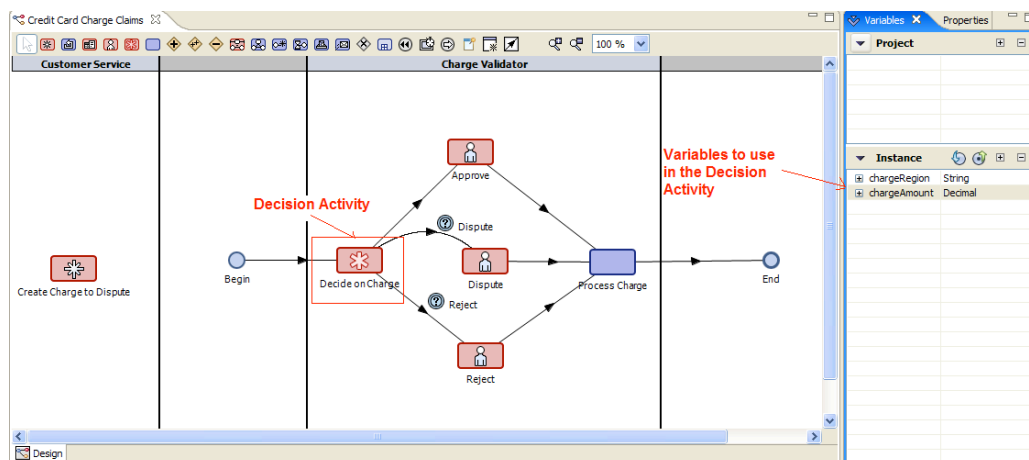 Credit Card Charge Claims
Variables
Properties
100 %
Project
Customer Service
Charge Validator
Instance
chargeRegion String
chargeAmount Decimal
Variables to use
in the Decision
Activity
Approve
Decision Activity
Dispute
Begin
Decide on Charge
Dispute
Process Charge
End
Create Charge to Dispute
Reject
Reject
Design